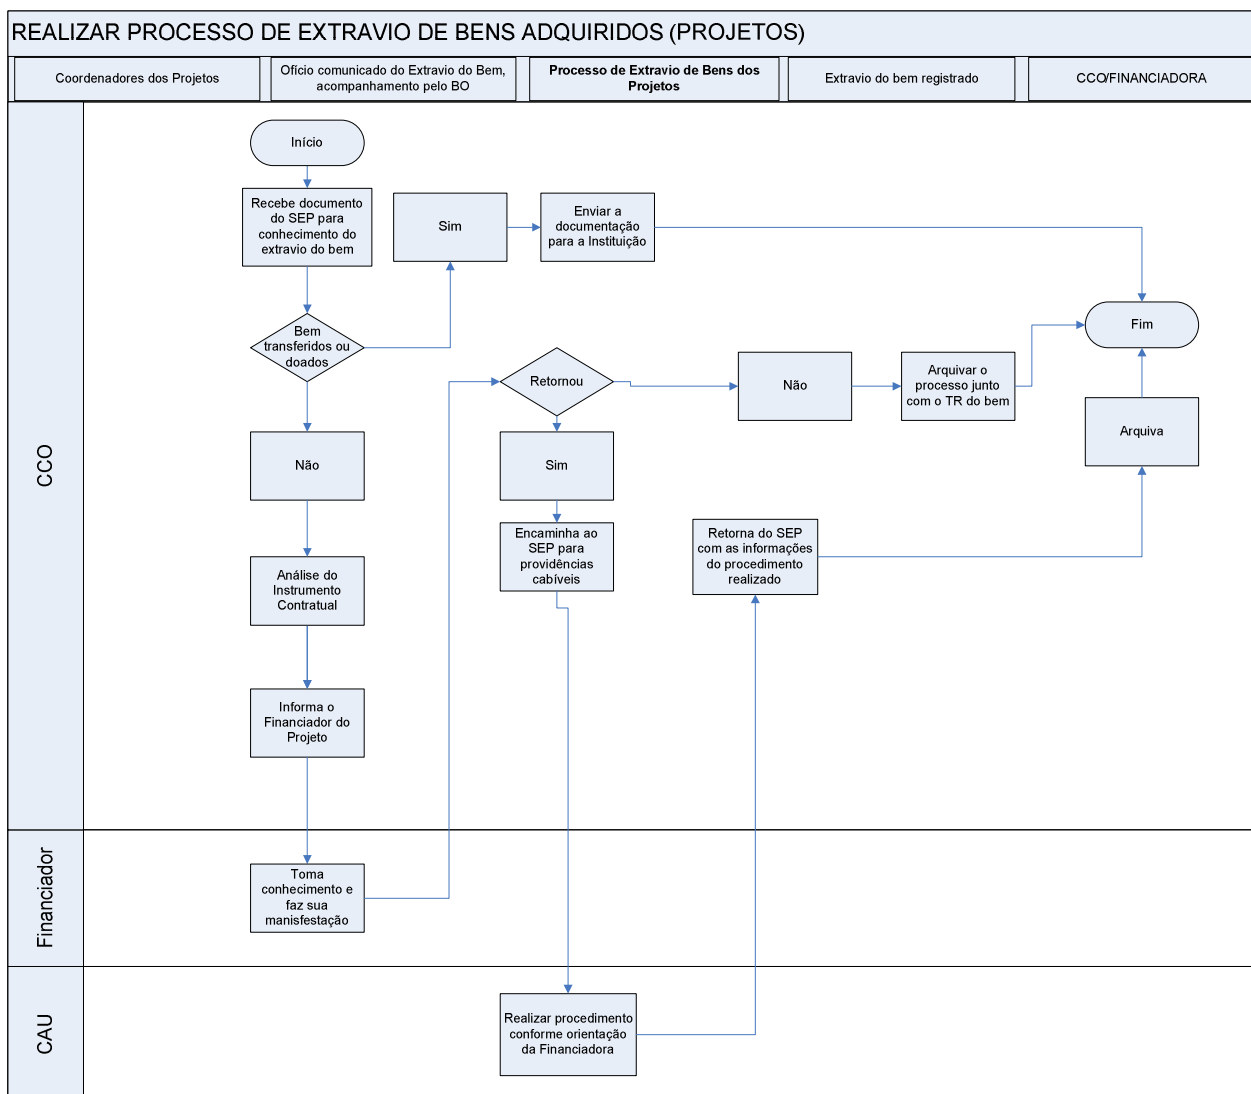 REALIZAR PROCESSO DE EXTRAVIO DE BENS ADQUIRIDOS (PROJETOS)
Coordenadores dos Projetos
Ofício comunicado do Extravio do Bem,
acompanhamento pelo BO
Processo de Extravio de Bens dos
Projetos
Extravio do bem registrado
CCO/FINANCIADORA
CCO
Início
Recebe documento
do SEP para
conhecimento do
extravio do bem
Sim
Enviar a
documentação
para a Instituição
Bem
transferidos ou
doados
Fim
Retornou
Não
Arquivar o
processo junto
com o TR do bem
Arquiva
Não
Sim
Encaminha ao
SEP para
providências
cabíveis
Retorna do SEP
com as informações
do procedimento
realizado
Análise do
Instrumento
Contratual
Informa o
Financiador do
Projeto
Financiador
Toma
conhecimento e
faz sua
manisfestação
CAU
Realizar procedimento
conforme orientação
da Financiadora